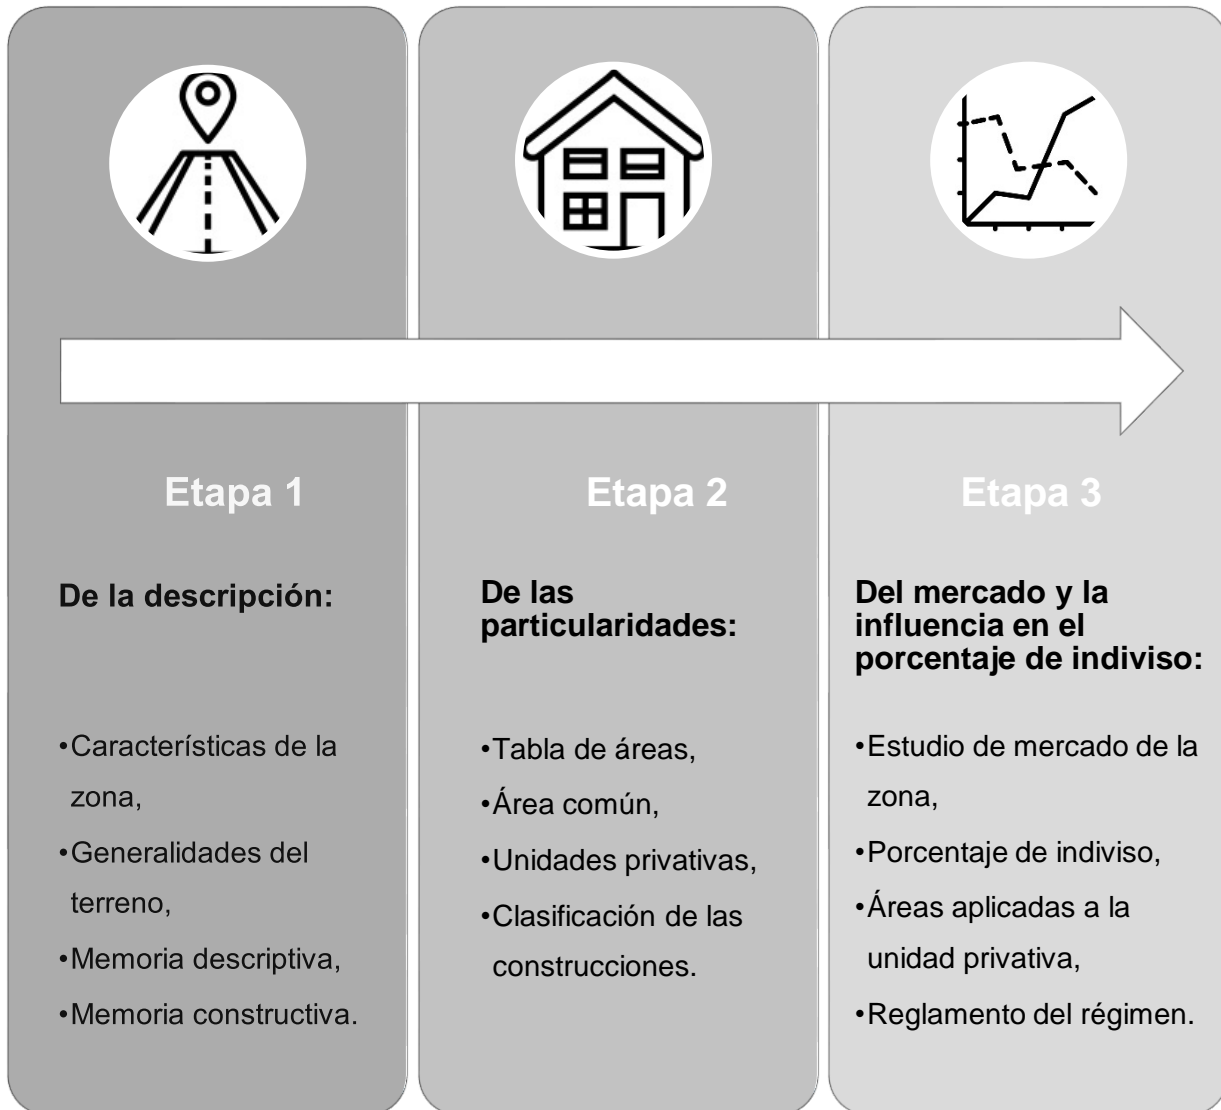 Etapa 1
De la descripción:
•Características de la
zona,
•Generalidades del
terreno,
•Memoria descriptiva,
•Memoria constructiva.
Etapa 2
De las
particularidades:
•Tabla de áreas,
•Área común,
•Unidades privativas,
•Clasificación de las
construcciones.
Etapa 3
Del mercado y la
influencia en el
porcentaje de indiviso:
•Estudio de mercado de la
zona,
•Porcentaje de indiviso,
•Áreas aplicadas a la
unidad privativa,
•Reglamento del régimen.